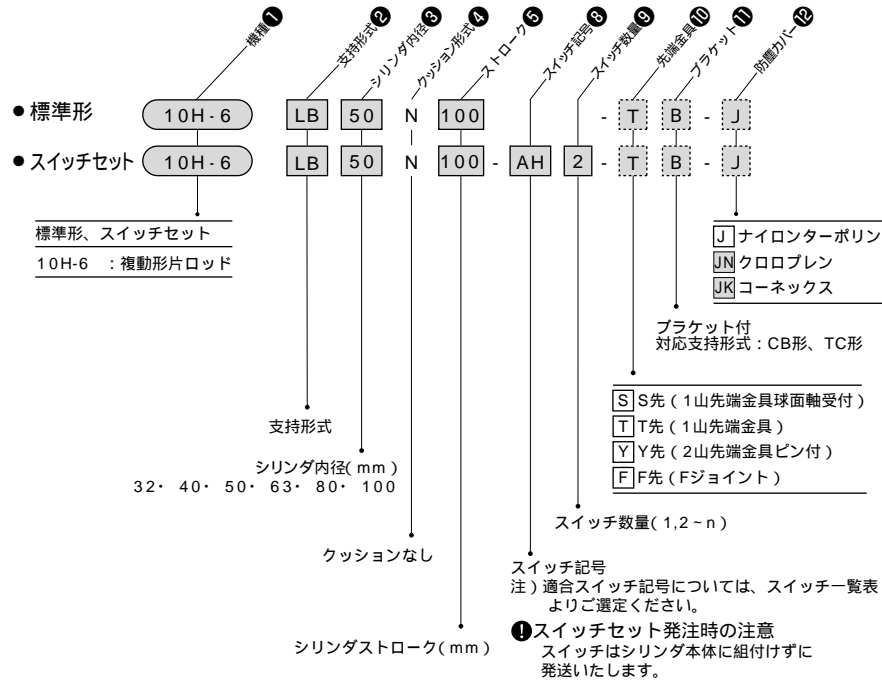 機種❶
支持形式❷
シリンダ内径❸
クッション形式❹
ストローク❺
スイッチ記号❽
スイッチ数量❾
先端金具❿
ブラケット⓫
防塵カバー⓬
● 標準形 10H-6 LB 50 N 100 - T B - J
● スイッチセット 10H-6 LB 50 N 100 - AH 2 - T B - J
標準形、スイッチセット
10H-6 :複動形片ロッド
J ナイロンターポリン
JN クロロプレン
JK コーネックス
ブラケット付
対応支持形式:CB形、TC形
S S先(1山先端金具球面軸受付)
T T先(1山先端金具)
Y Y先(2山先端金具ピン付)
F F先(Fジョイント)
支持形式
シリンダ内径(mm)
32・ 40・ 50・ 63・ 80・ 100
スイッチ数量(1,2~n)
クッションなし
スイッチ記号
注)適合スイッチ記号については、スイッチ一覧表
よりご選定ください。
シリンダストローク(mm)
!スイッチセット発注時の注意
スイッチはシリンダ本体に組付けずに
発送いたします。